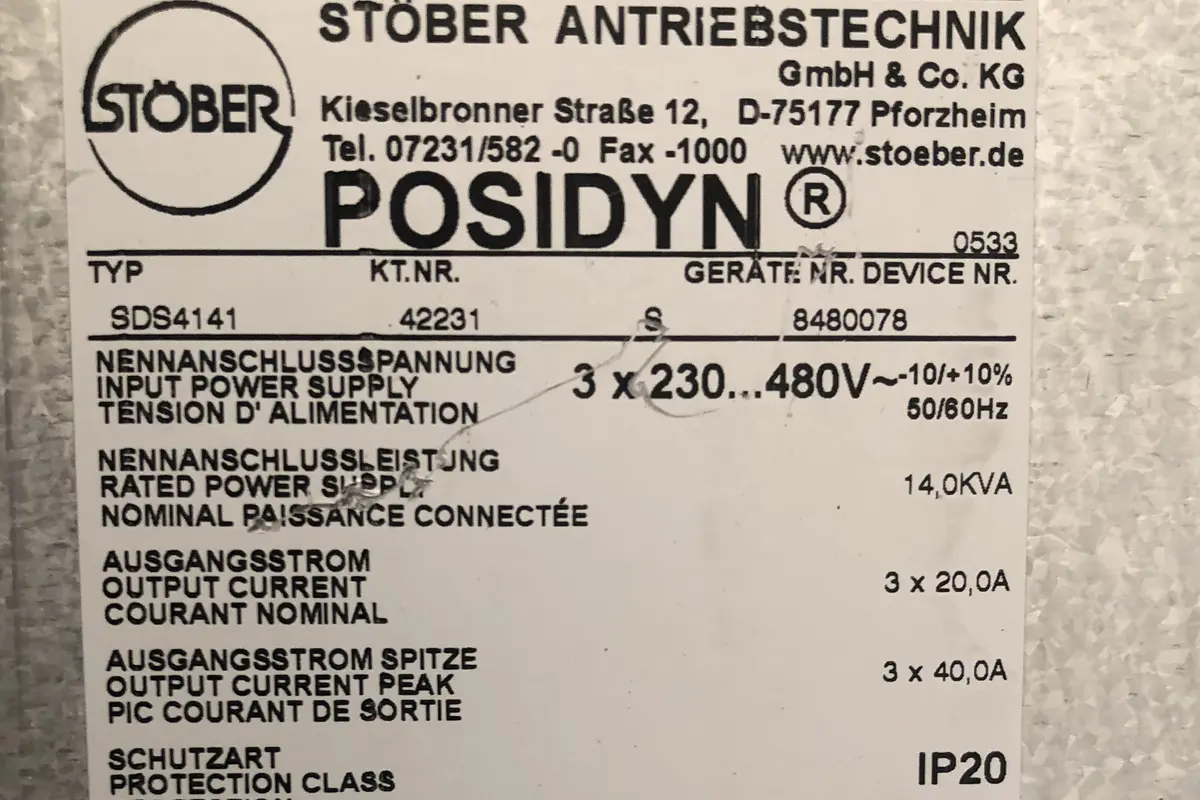 STÖBER
STÖBER ANTRIEBSTECHNIK
GmbH & Co. KG
Kieselbronner Straße 12, D-75177 Pforzheim
Tel. 07231/582 -0 Fax -1000 www.stoeber.de
POSIDYN ®
0533
TYP KT.NR. GERÄTE NR. DEVICE NR.
SDS4141 42231 S 8480078
NENNANSCHLUSSSPANNUNG
INPUT POWER SUPPLY
TENSION D' ALIMENTATION
3 x 230...480V~-10/+10%
50/60Hz
NENNANSCHLUSSLEISTUNG
RATED POWER SUPPLY
NOMINAL PAISSANCE CONNECTÉE
14,0KVA
AUSGANGSSTROM
OUTPUT CURRENT
COURANT NOMINAL
3 x 20,0A
AUSGANGSSTROM SPITZE
OUTPUT CURRENT PEAK
PIC COURANT DE SORTIE
3 x 40,0A
SCHUTZART
PROTECTION CLASS
IP20